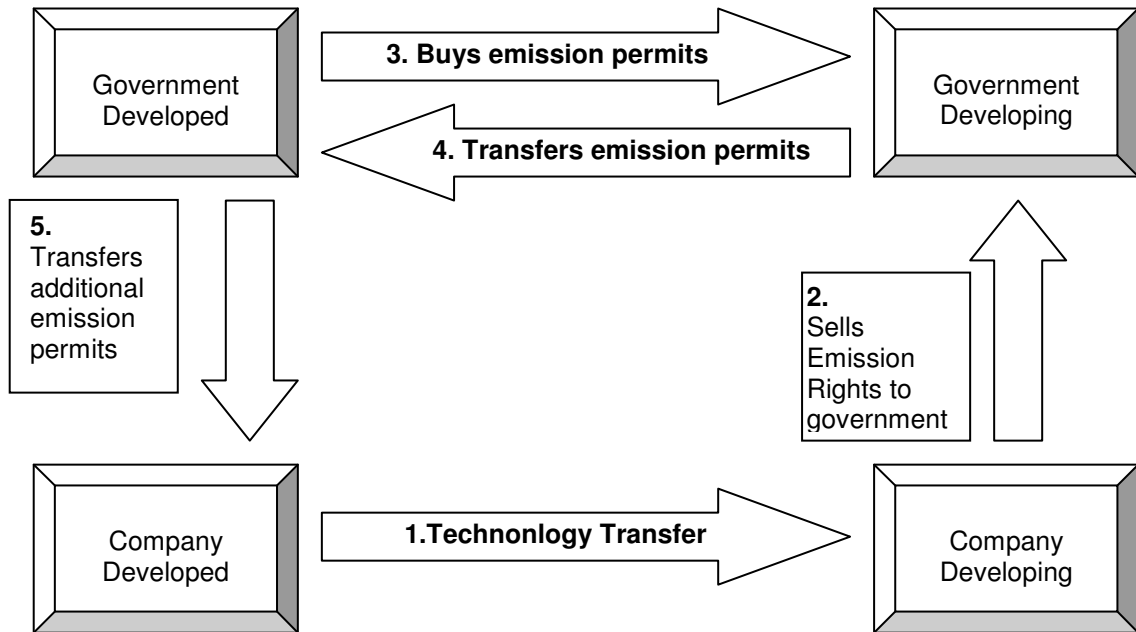 Government
Developed
3. Buys emission permits
Government
Developing
4. Transfers emission permits
5.
Transfers
additional
emission
permits
2.
Sells
Emission
Rights to
government
Company
Developed
1.Technonlogy Transfer
Company
Developing